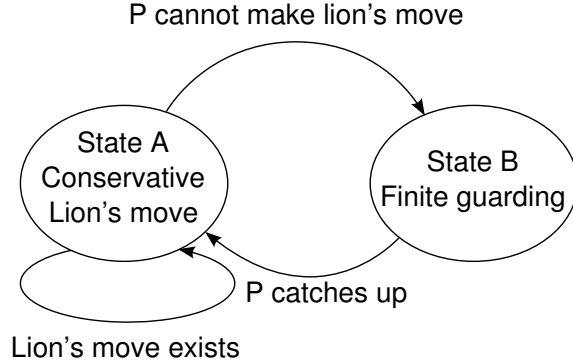 P cannot make lion's move
State A
Conservative
Lion's move
State B
Finite guarding
P catches up
Lion's move exists